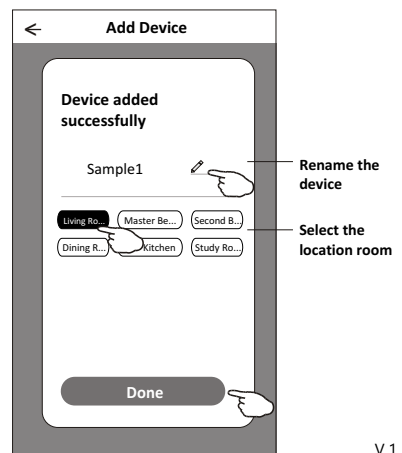 Add Device
Device added
successfully
Sample1
Rename the
device
Living Ro...
Master Be...
Second B...
Select the
location room
Dining R...
Kitchen
Study Ro...
Done
V 1